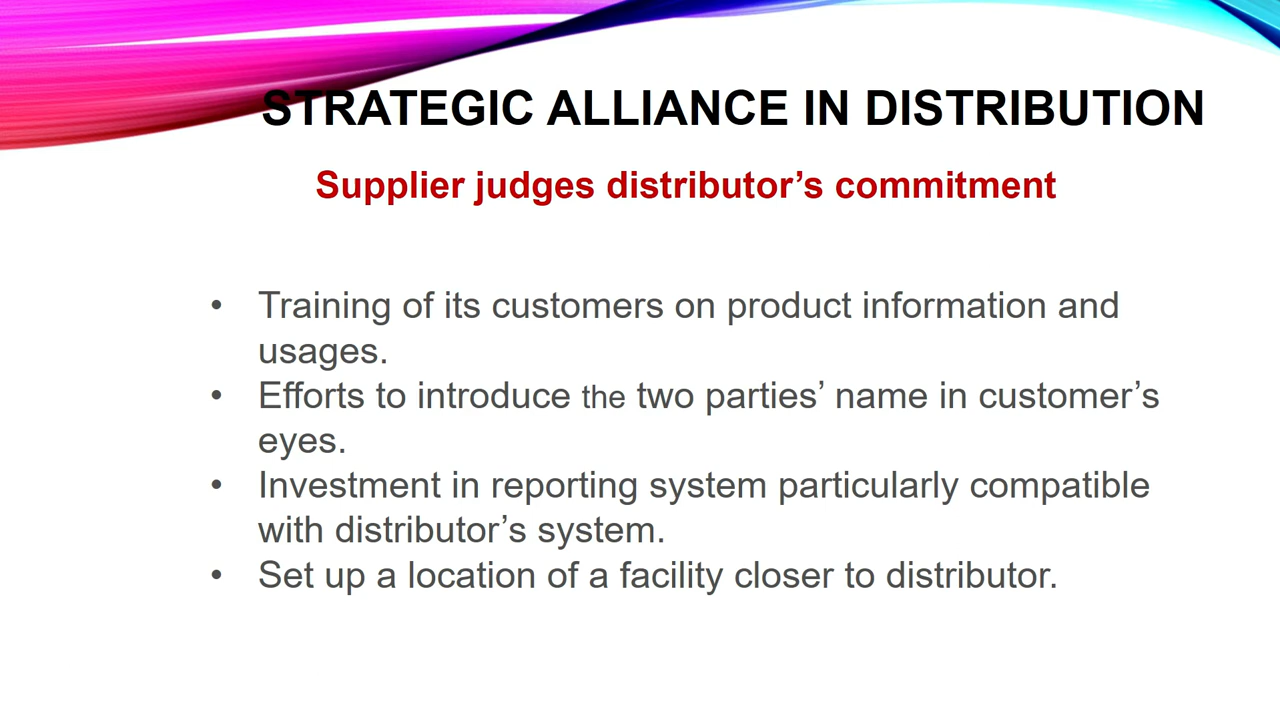 STRATEGIC ALLIANCE IN DISTRIBUTION
Supplier judges distributor’s commitment
• Training of its customers on product information and
usages.
• Efforts to introduce the two parties’ name in customer’s
eyes.
• Investment in reporting system particularly compatible
with distributor’s system.
• Set up a location of a facility closer to distributor.